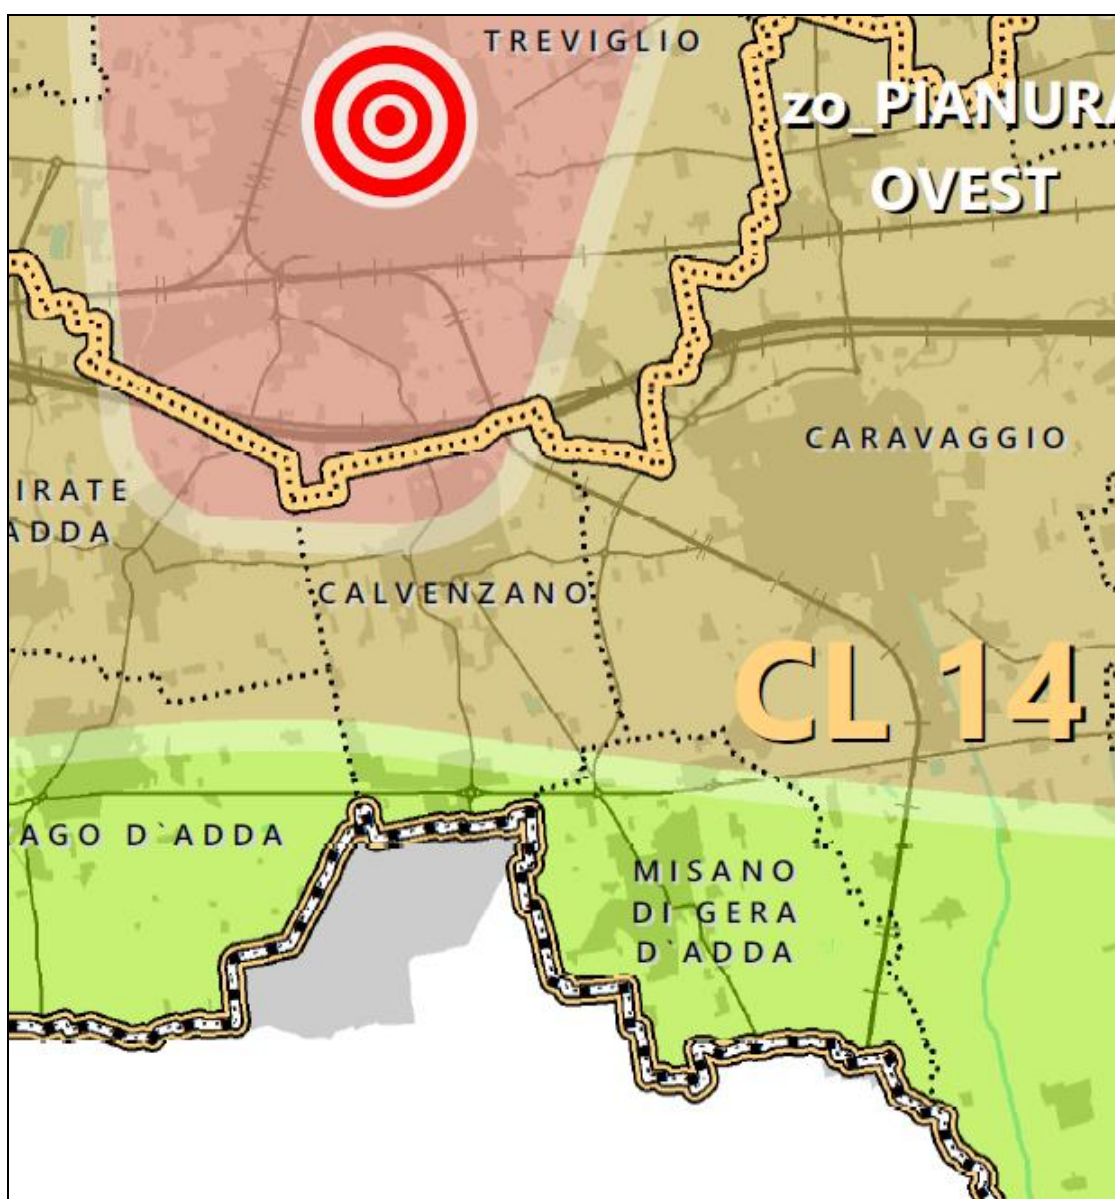 TREVIGLIO
zo_PIANURA
OVEST
CARAVAGGIO
IRATE
ADDA
CALVENZANO
CL 14
AGO D`ADDA
MISANO
DI GERA
D`ADDA